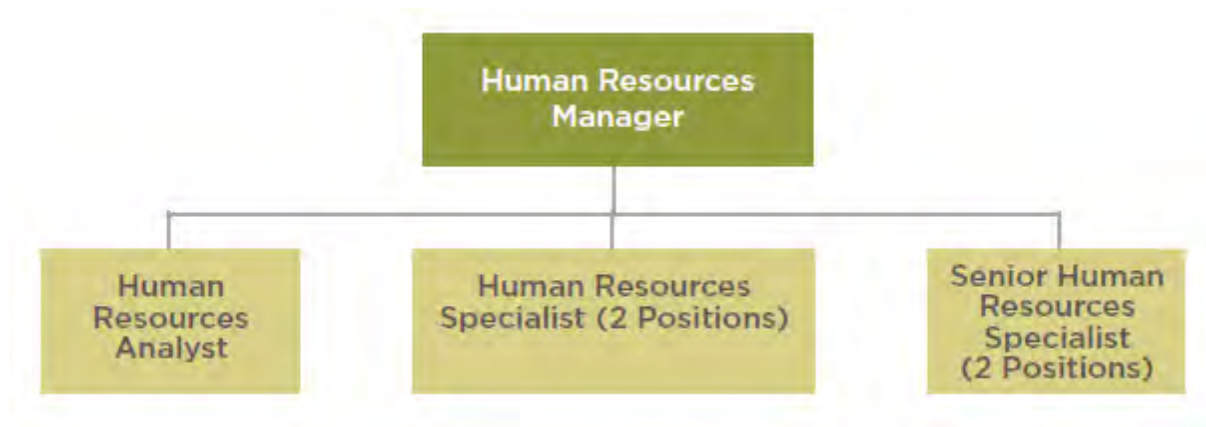 Human Resources
Manager
Human
Resources
Analyst
Human Resources
Specialist (2 Positions)
Senior Human
Resources
Specialist
(2 Positions)